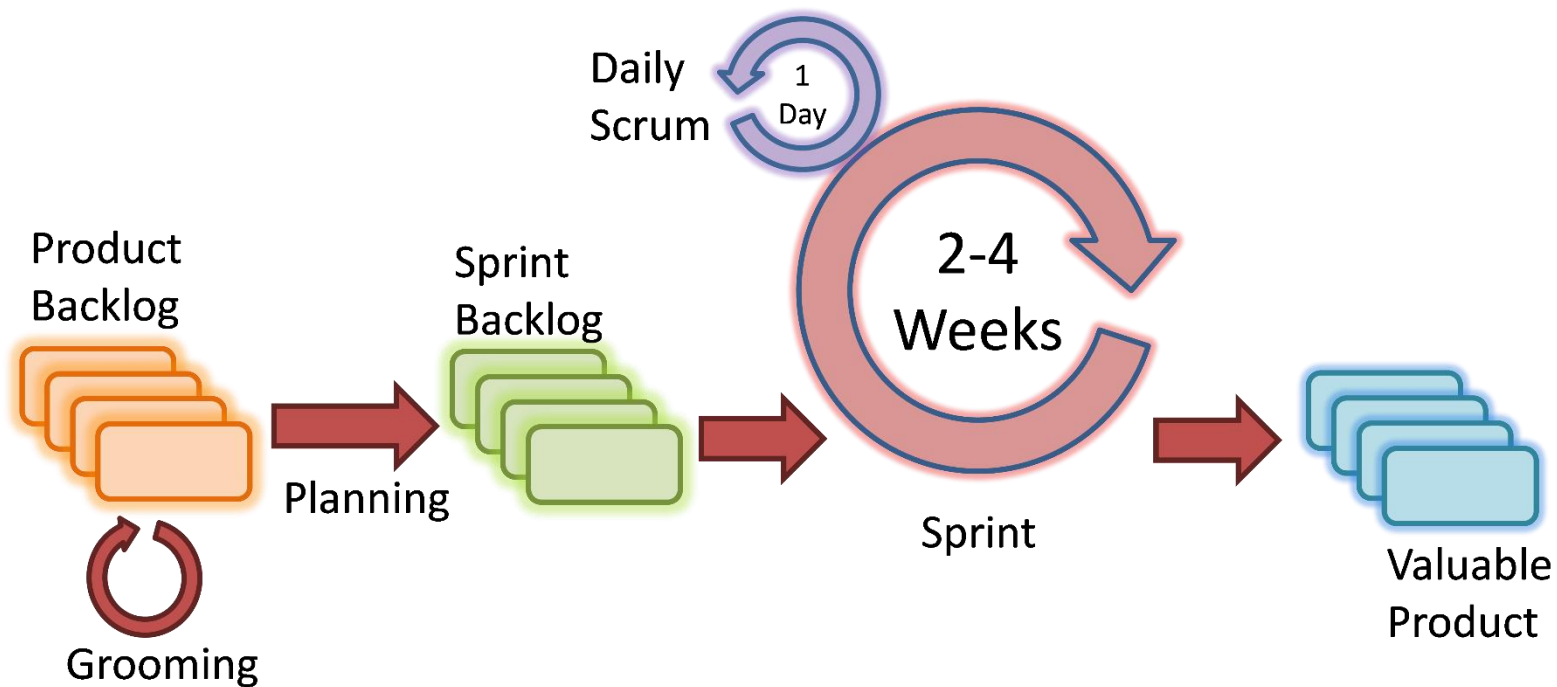 Daily
Scrum
1
Day
Product
Backlog
Sprint
Backlog
2-4
Weeks
Planning
Grooming
Sprint
Valuable
Product